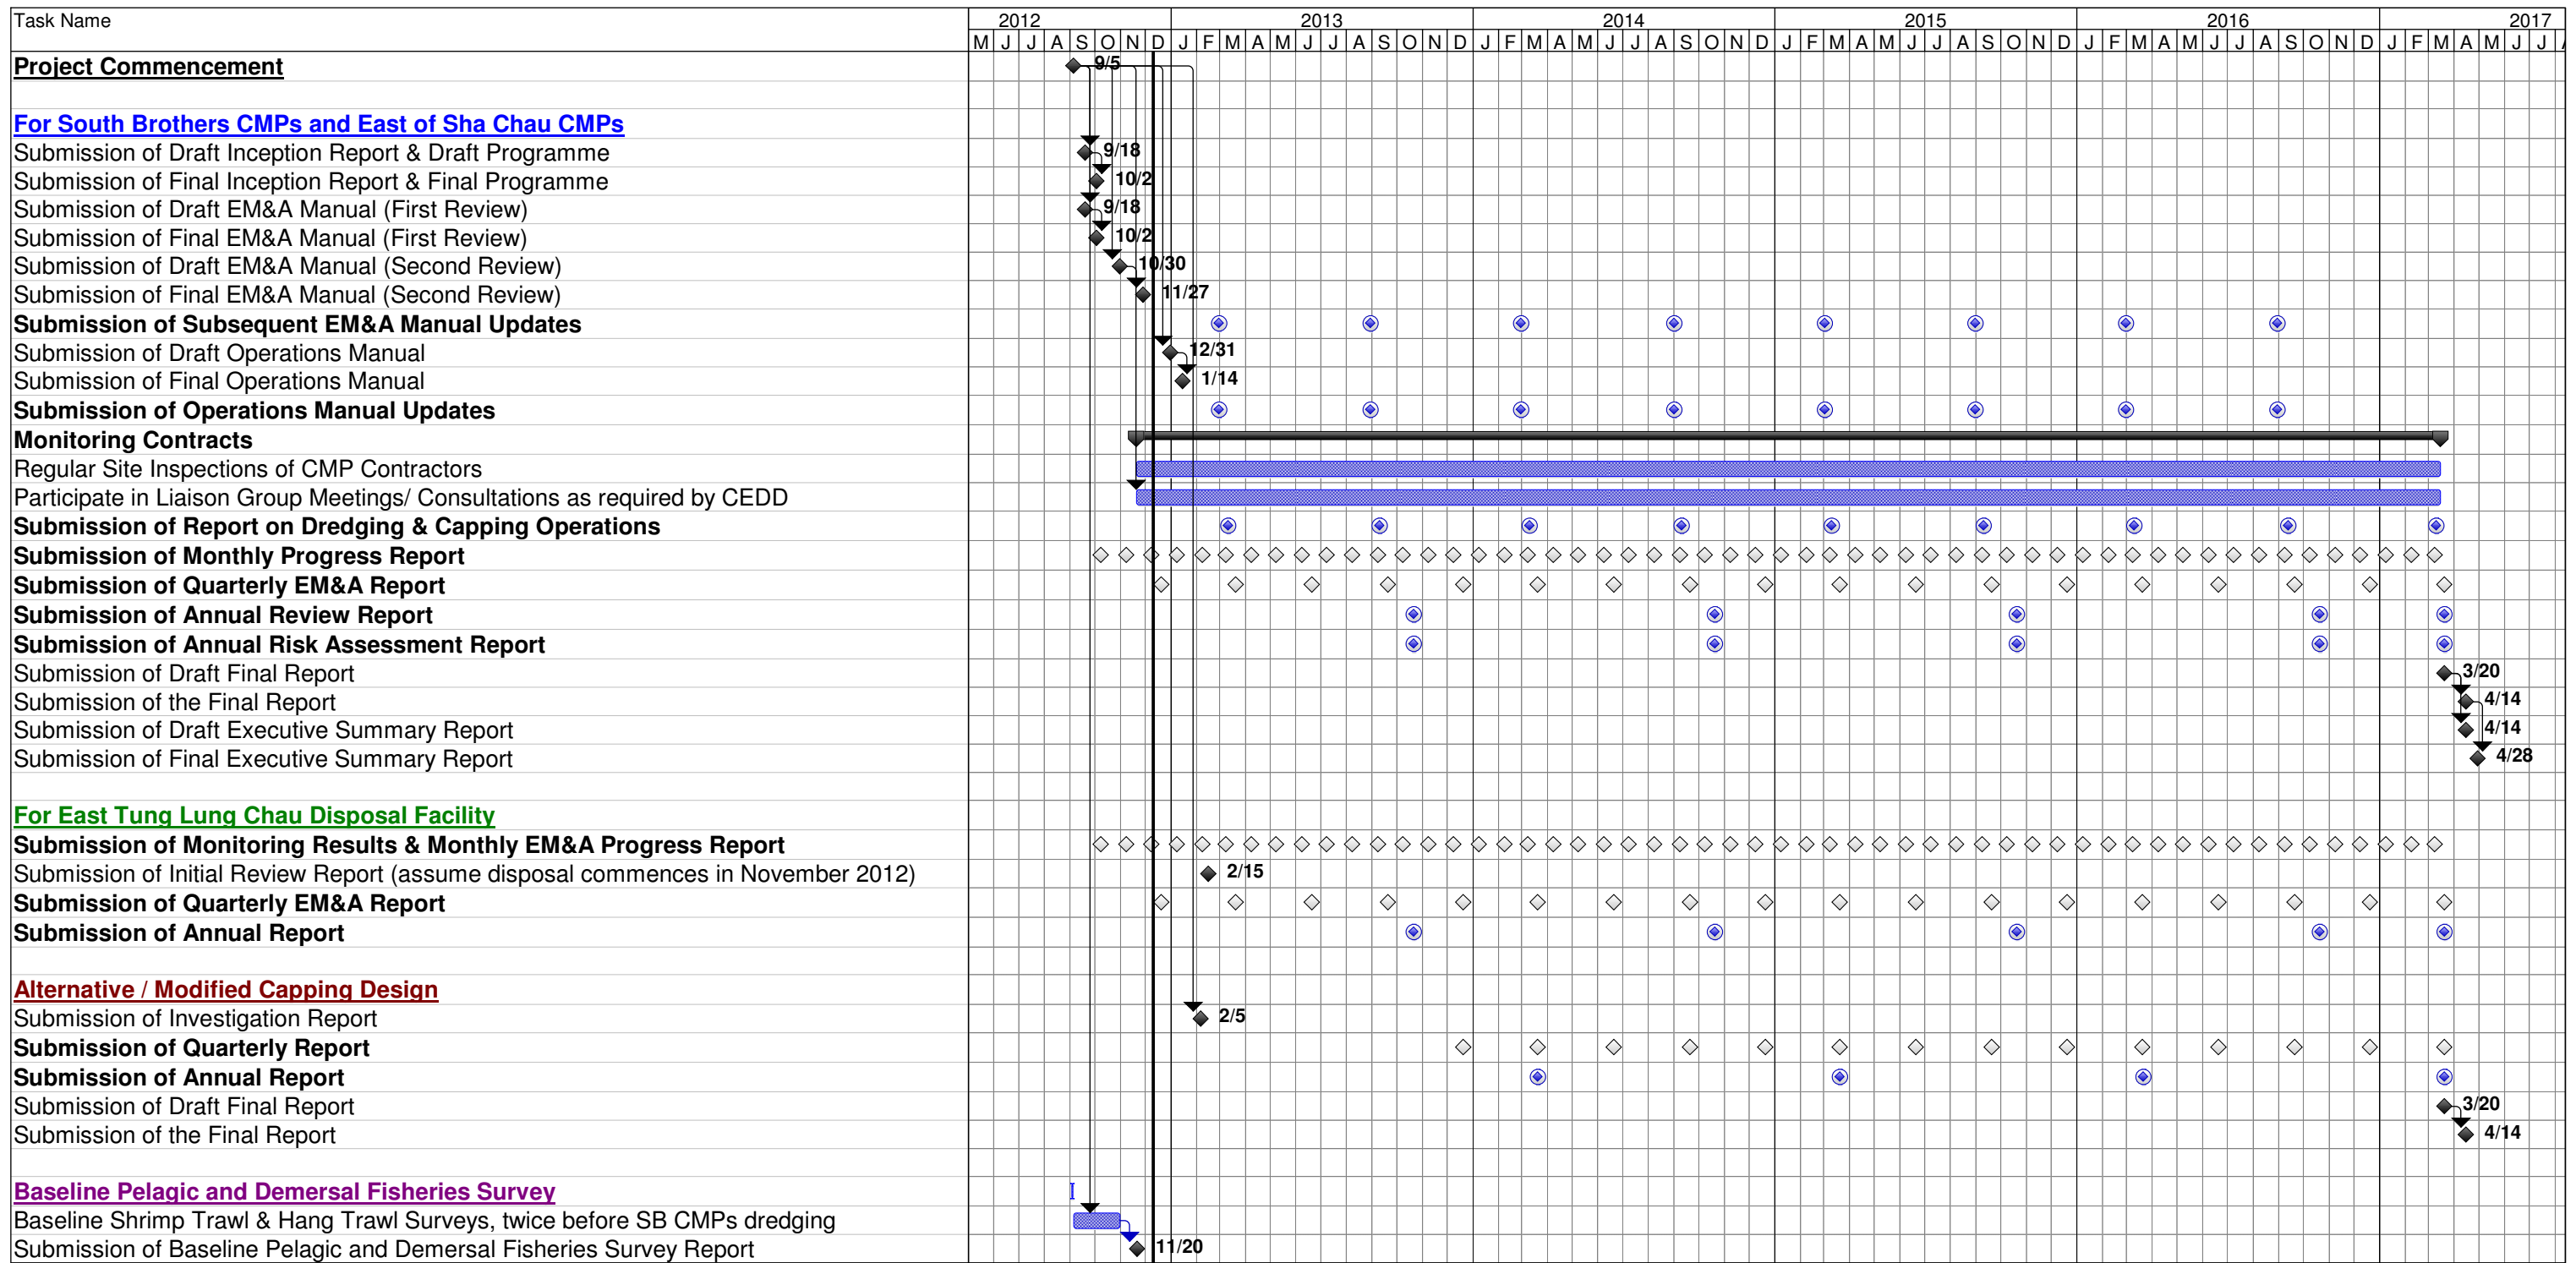 Task Name 2012 2013 2014 2015 2016 2017
M J J A S O N D J F M A M J J A S O N D J F M A M J J A S O N D J F M A M J J A S O N D J F M A M J J A S O N D J F M A M J J A
Project Commencement 9/5
For South Brothers CMPs and East of Sha Chau CMPs
Submission of Draft Inception Report & Draft Programme 9/18
Submission of Final Inception Report & Final Programme 10/2
Submission of Draft EM&A Manual (First Review) 9/18
Submission of Final EM&A Manual (First Review) 10/2
Submission of Draft EM&A Manual (Second Review) 10/30
Submission of Final EM&A Manual (Second Review) 11/27
Submission of Subsequent EM&A Manual Updates
Submission of Draft Operations Manual 12/31
Submission of Final Operations Manual 1/14
Submission of Operations Manual Updates
Monitoring Contracts
Regular Site Inspections of CMP Contractors
Participate in Liaison Group Meetings/ Consultations as required by CEDD
Submission of Report on Dredging & Capping Operations
Submission of Monthly Progress Report
Submission of Quarterly EM&A Report
Submission of Annual Review Report
Submission of Annual Risk Assessment Report
Submission of Draft Final Report 3/20
Submission of the Final Report 4/14
Submission of Draft Executive Summary Report 4/14
Submission of Final Executive Summary Report 4/28
For East Tung Lung Chau Disposal Facility
Submission of Monitoring Results & Monthly EM&A Progress Report
Submission of Initial Review Report (assume disposal commences in November 2012) 2/15
Submission of Quarterly EM&A Report
Submission of Annual Report
Alternative / Modified Capping Design
Submission of Investigation Report 2/5
Submission of Quarterly Report
Submission of Annual Report
Submission of Draft Final Report 3/20
Submission of the Final Report 4/14
Baseline Pelagic and Demersal Fisheries Survey
Baseline Shrimp Trawl & Hang Trawl Surveys, twice before SB CMPs dredging
Submission of Baseline Pelagic and Demersal Fisheries Survey Report 11/20